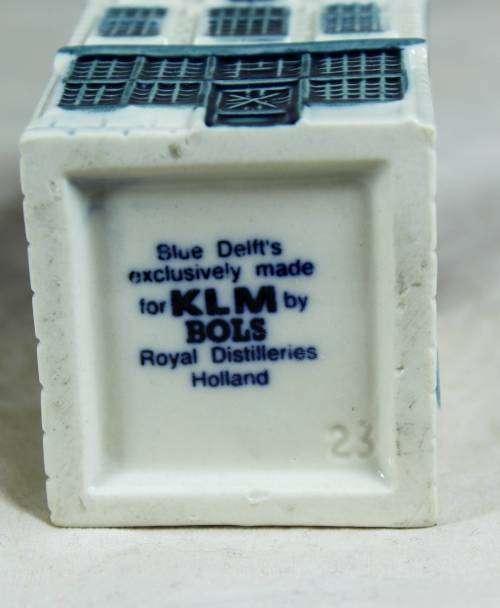 Blue Delft's
exclusively made
for KLM by
BOLS
Royal Distilleries
Holland
23